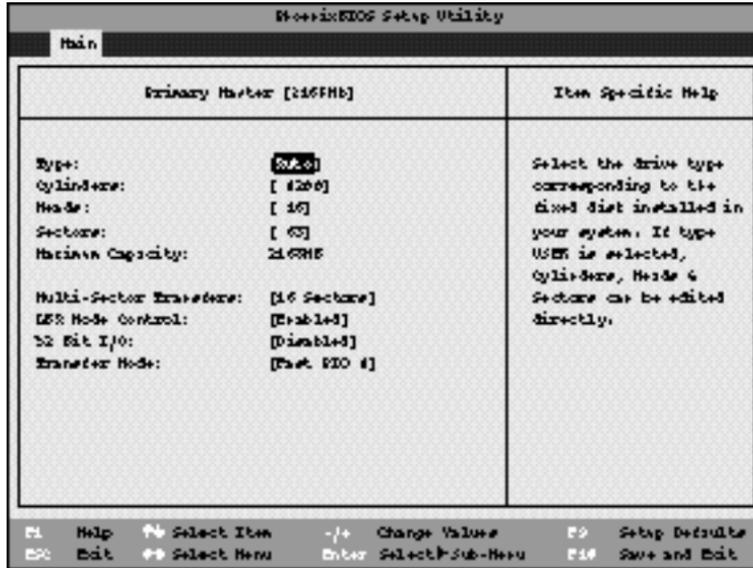 PhoenixBIOS Setup Utility
Main
Primary Master
Item Specific Help
Type: [Auto]
Select the drive type
Cylinders:
corresponding to the
Heads: [ 16]
fixed disk installed in
Sectors: [ 63]
your system. If type
Maximum Capacity:
USER is selected,
Cylinders, Heads &
Multi-Sector Transfers: [16 Sectors]
Sectors can be edited
LBA Mode Control: [Enabled]
directly.
32 Bit I/O: [Disabled]
Transfer Mode: [Fast PIO 4]
F1 Help Select Item -/+ Change Values F9 Setup Defaults
ESC Exit Select Menu Enter Select Sub-Menu F10 Save and Exit